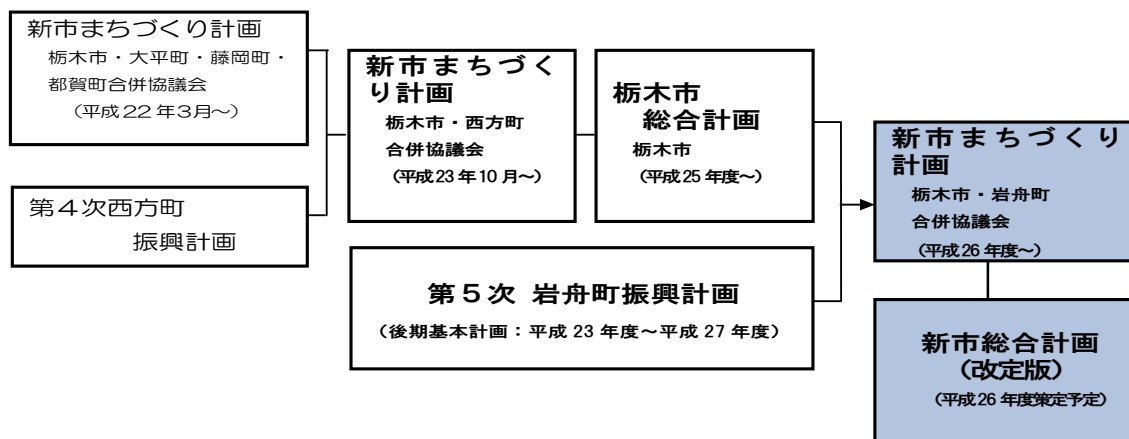 新市まちづくり計画
栃木市・大平町・藤岡町・
都賀町合併協議会
（平成22年3月～）
第４次西方町
振興計画
新市まちづく
り計画
栃木市・西方町
合併協議会
（平成23年10月～）
栃木市
総合計画
栃木市
（平成25年度～）
第５次 岩舟町振興計画
（後期基本計画：平成23年度～平成27年度）
新市まちづくり
計画
栃木市・岩舟町
合併協議会
（平成26年度～）
新市総合計画
（改定版）
（平成26年度策定予定）